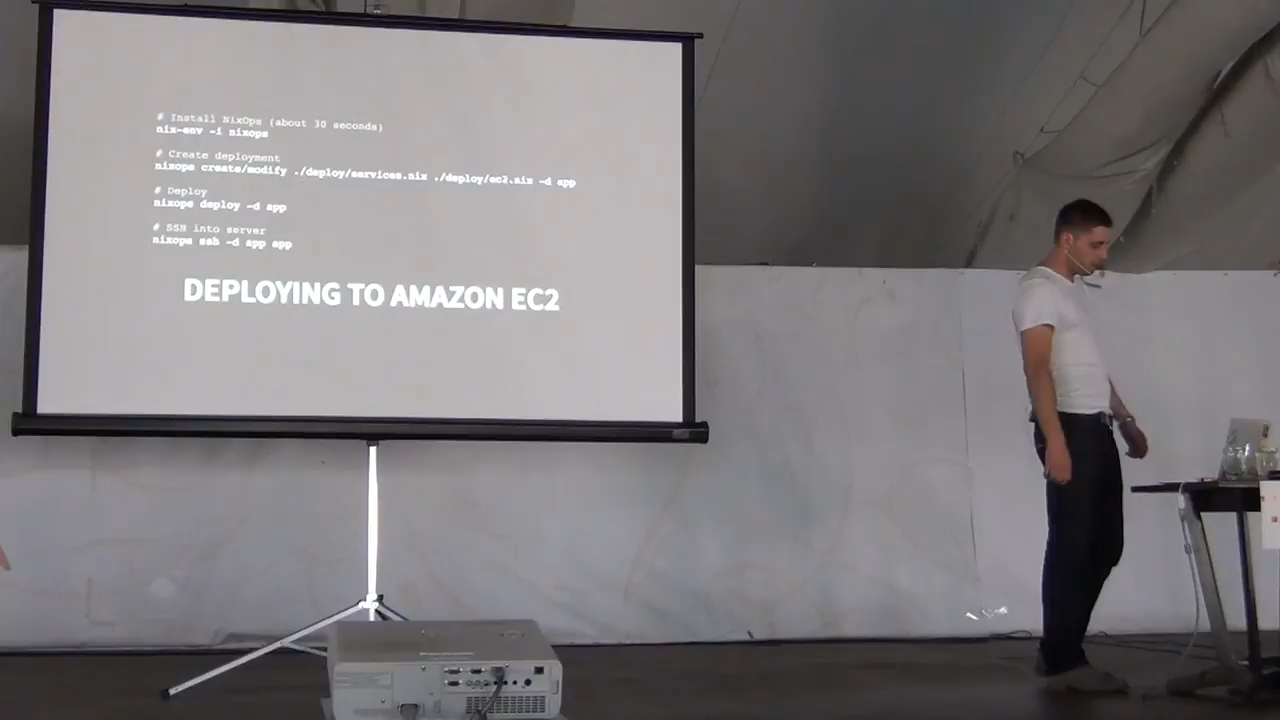 # Install NixOps (about 30 seconds)
nix-env -i nixops
# Create deployment
nixops create/modify ./deploy/services.nix ./deploy/ec2.nix -d app
# Deploy
nixops deploy -d app
# SSH into server
nixops ssh -d app app
DEPLOYING TO AMAZON EC2